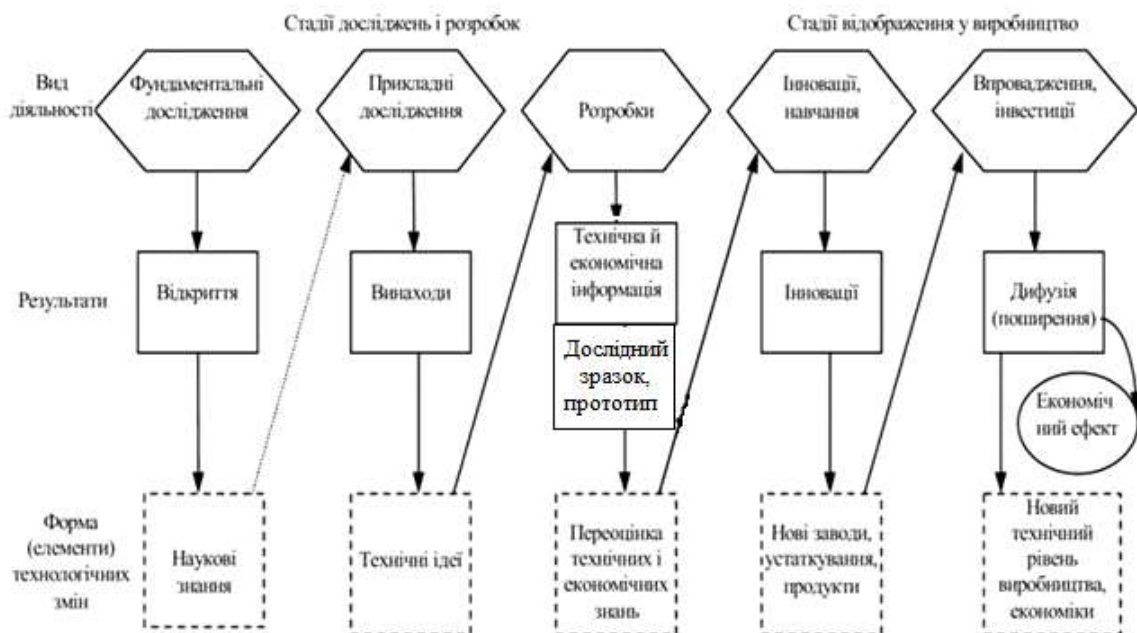 Стадії досліджень і розробок
Стадії відображення у виробництво
Вид
діяльності
Фундаментальні
дослідження
Прикладні
дослідження
Розробки
Інновації,
навчання
Впровадження,
інвестиції
Результати
Відкриття
Винаходи
Технічна й
економічна
інформація
Дослідний
зразок,
прототип
Інновації
Дифузія
(поширення)
Економіч
ний ефект
Форма
(елементи)
технологічних
змін
Наукові
знання
Технічні ідеї
Переоцінка
технічних і
економічних
знань
Нові заводи,
устаткування,
продукти
Новий
технічний
рівень
виробництва,
економіки